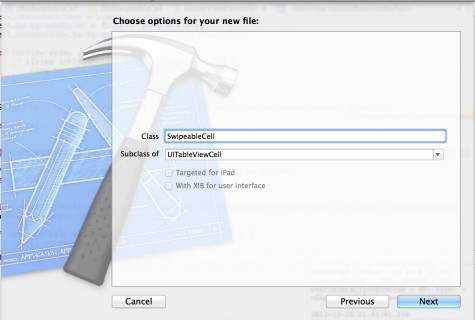 Choose options for your new file:
Class SwipeableCell
Subclass of UITableViewCell
Targeted for iPad
With XIB for user interface
Cancel Previous Next